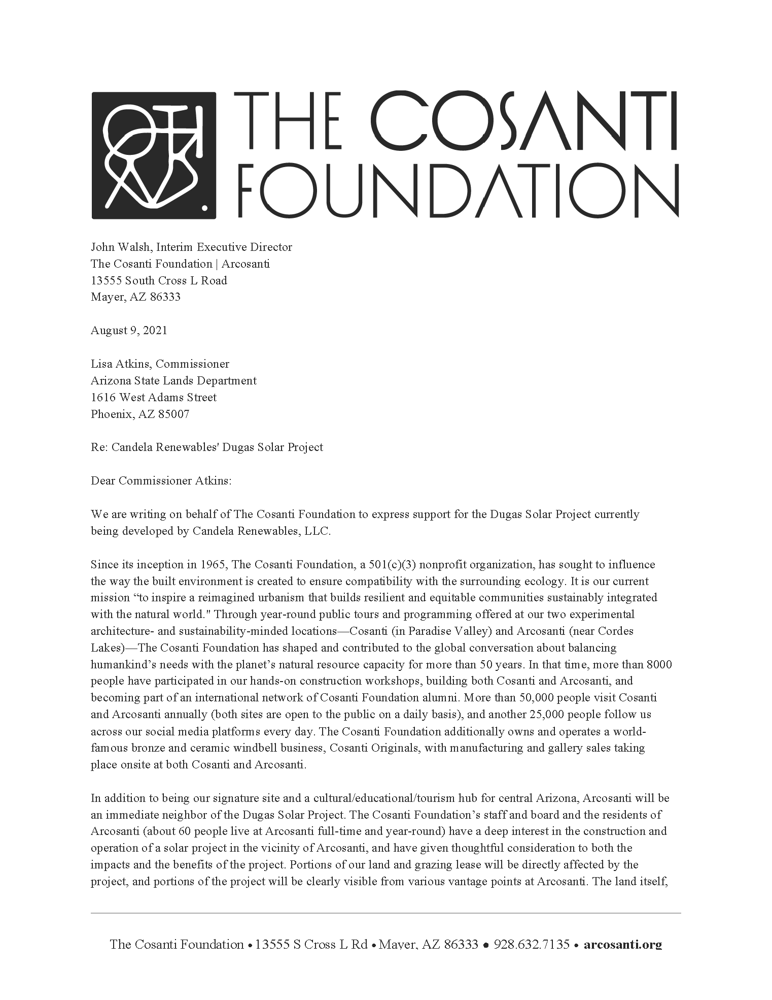 THE COSANTI
FOUNDATION
John Walsh, Interim Executive Director
The Cosanti Foundation | Arcosanti
13555 South Cross L Road
Mayer, AZ 86333
August 9, 2021
Lisa Atkins, Commissioner
Arizona State Lands Department
1616 West Adams Street
Phoenix, AZ 85007
Re: Candela Renewables' Dugas Solar Project
Dear Commissioner Atkins:
We are writing on behalf of The Cosanti Foundation to express support for the Dugas Solar Project currently
being developed by Candela Renewables, LLC.
Since its inception in 1965, The Cosanti Foundation, a 501(c)(3) nonprofit organization, has sought to influence
the way the built environment is created to ensure compatibility with the surrounding ecology. It is our current
mission “to inspire a reimagined urbanism that builds resilient and equitable communities sustainably integrated
with the natural world." Through year-round public tours and programming offered at our two experimental
architecture- and sustainability-minded locations—Cosanti (in Paradise Valley) and Arcosanti (near Cordes
Lakes)—The Cosanti Foundation has shaped and contributed to the global conversation about balancing
humankind’s needs with the planet’s natural resource capacity for more than 50 years. In that time, more than 8000
people have participated in our hands-on construction workshops, building both Cosanti and Arcosanti, and
becoming part of an international network of Cosanti Foundation alumni. More than 50,000 people visit Cosanti
and Arcosanti annually (both sites are open to the public on a daily basis), and another 25,000 people follow us
across our social media platforms every day. The Cosanti Foundation additionally owns and operates a world-
famous bronze and ceramic windbell business, Cosanti Originals, with manufacturing and gallery sales taking
place onsite at both Cosanti and Arcosanti.
In addition to being our signature site and a cultural/educational/tourism hub for central Arizona, Arcosanti will be
an immediate neighbor of the Dugas Solar Project. The Cosanti Foundation’s staff and board and the residents of
Arcosanti (about 60 people live at Arcosanti full-time and year-round) have a deep interest in the construction and
operation of a solar project in the vicinity of Arcosanti, and have given thoughtful consideration to both the
impacts and the benefits of the project. Portions of our land and grazing lease will be directly affected by the
project, and portions of the project will be clearly visible from various vantage points at Arcosanti. The land itself,
The Cosanti Foundation • 13555 S Cross L Rd • Mayer, AZ 86333 • 928.632.7135 • arcosanti.org